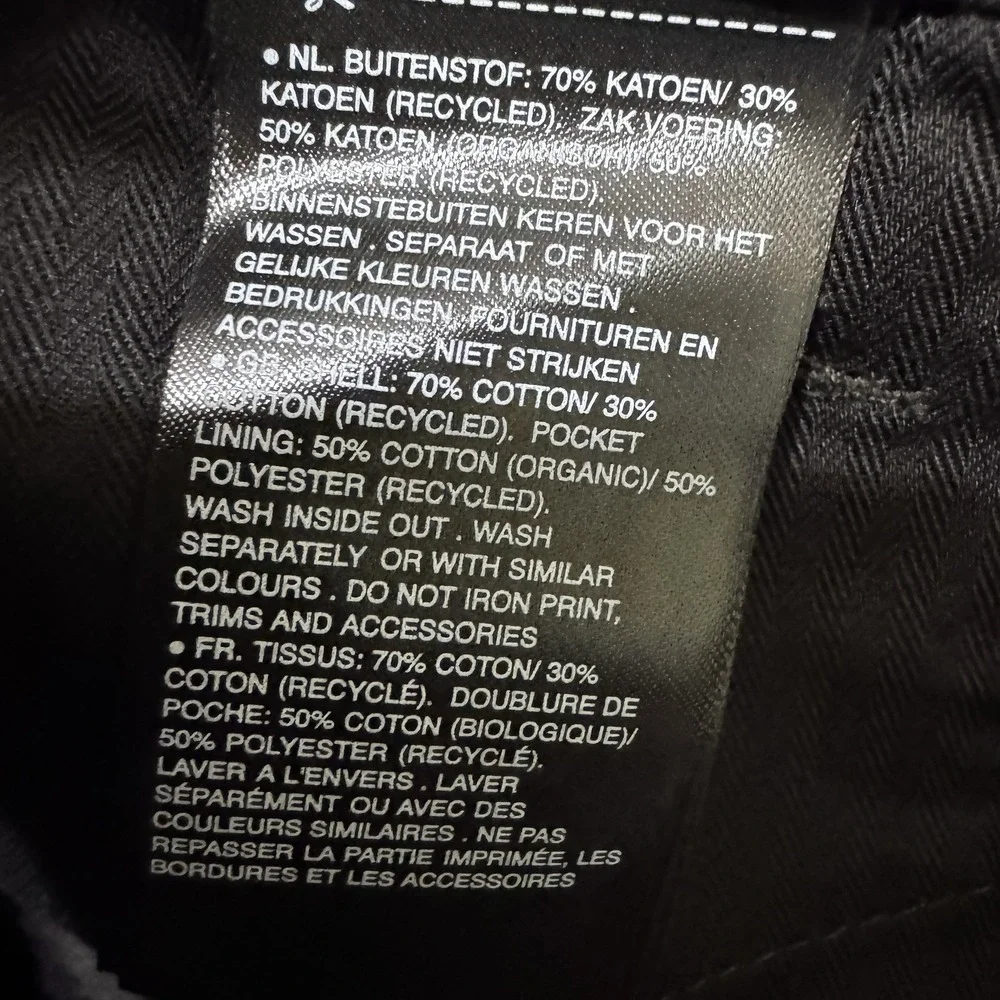 • NL. BUITENSTOF: 70% KATOEN/ 30%
KATOEN (RECYCLED). ZAK VOERING:
50% KATOEN (ORGANISCH)/ 50%
POLYESTER (RECYCLED).
BINNENSTEBUITEN KEREN VOOR HET
WASSEN . SEPARAAT OF MET
GELIJKE KLEUREN WASSEN .
BEDRUKKINGEN, FOURNITUREN EN
ACCESSOIRES NIET STRIJKEN
• GB. SHELL: 70% COTTON/ 30%
COTTON (RECYCLED). POCKET
LINING: 50% COTTON (ORGANIC)/ 50%
POLYESTER (RECYCLED).
WASH INSIDE OUT . WASH
SEPARATELY OR WITH SIMILAR
COLOURS . DO NOT IRON PRINT,
TRIMS AND ACCESSORIES
• FR. TISSUS: 70% COTON/ 30%
COTON (RECYCLÉ). DOUBLURE DE
POCHE: 50% COTON (BIOLOGIQUE)/
50% POLYESTER (RECYCLÉ).
LAVER A L'ENVERS . LAVER
SÉPARÉMENT OU AVEC DES
COULEURS SIMILAIRES . NE PAS
REPASSER LA PARTIE IMPRIMÉE, LES
BORDURES ET LES ACCESSOIRES